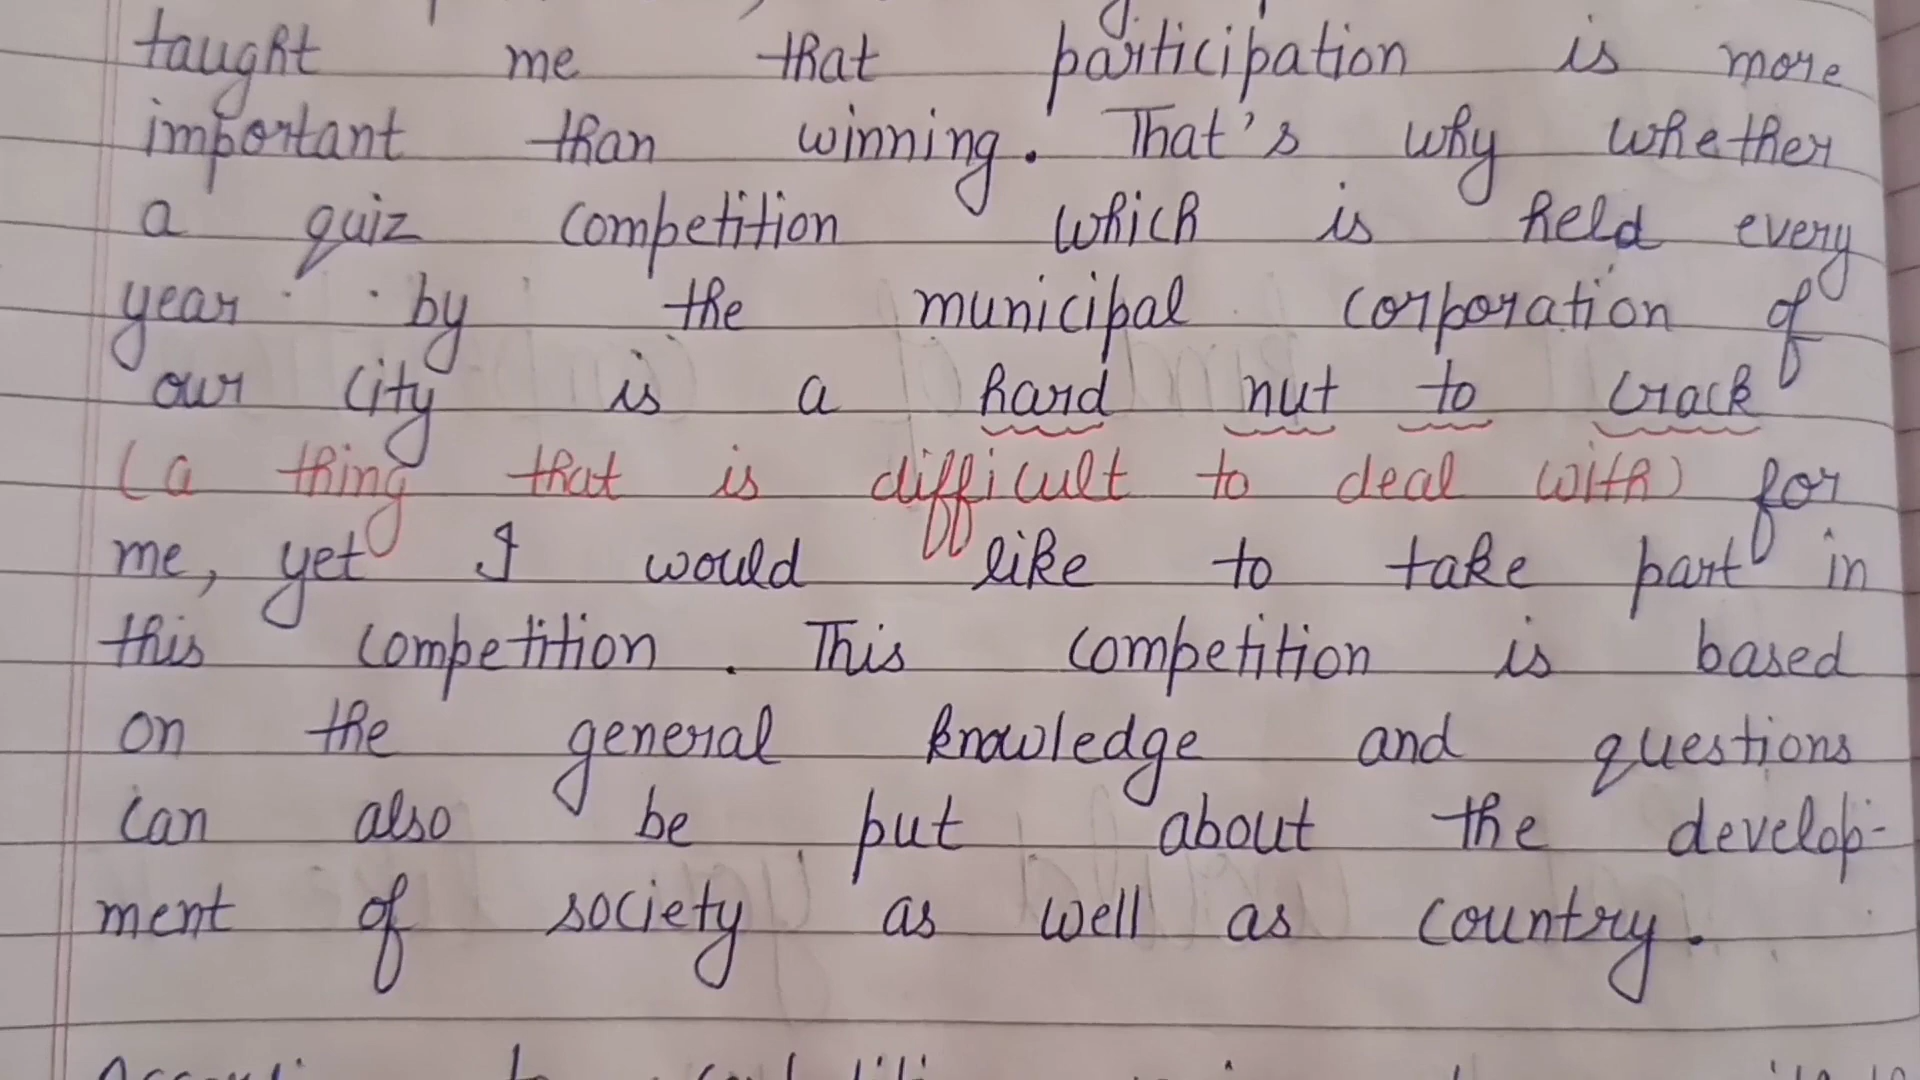 taught me that participation is more
important than winning. That's why whether
a quiz competition which is held every
year by the municipal corporation of
our city is a hard nut to crack
(a thing that is difficult to deal with) for
me, yet I would like to take part in
this competition. This competition is based
on the general knowledge and questions
can also be put about the develop-
ment of society as well as country.